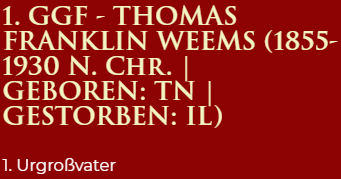 1. GGF - THOMAS
FRANKLIN WEEMS (1855-
1930 N. CHR. |
GEBOREN: TN |
GESTORBEN: IL)
1. Urgroßvater